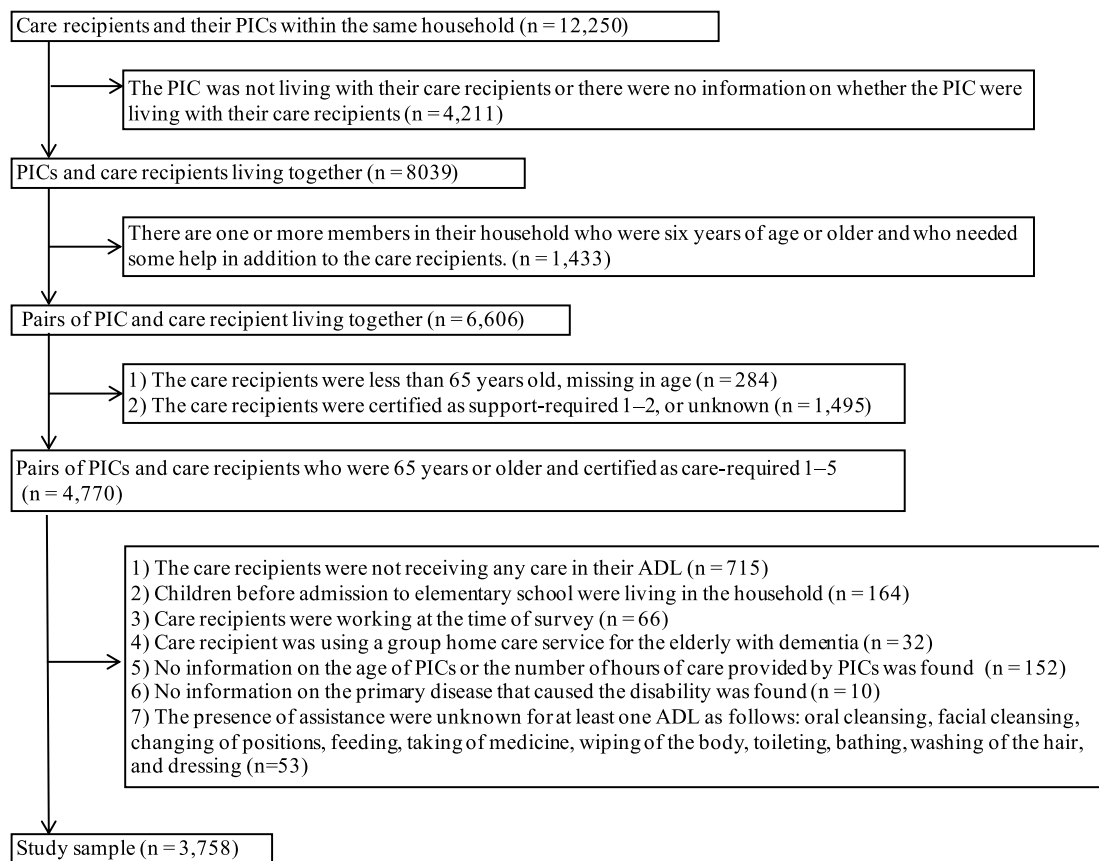 Care recipients and their PICs within the same household (n = 12,250)
The PIC was not living with their care recipients or there were no information on whether the PIC were
living with their care recipients (n = 4,211)
PICs and care recipients living together (n = 8039)
There are one or more members in their household who were six years of age or older and who needed
some help in addition to the care recipients. (n = 1,433)
Pairs of PIC and care recipient living together (n = 6,606)
1) The care recipients were less than 65 years old, missing in age (n = 284)
2) The care recipients were certified as support-required 1–2, or unknown (n = 1,495)
Pairs of PICs and care recipients who were 65 years or older and certified as care-required 1–5
(n = 4,770)
1) The care recipients were not receiving any care in their ADL (n = 715)
2) Children before admission to elementary school were living in the household (n = 164)
3) Care recipients were working at the time of survey (n = 66)
4) Care recipient was using a group home care service for the elderly with dementia (n = 32)
5) No information on the age of PICs or the number of hours of care provided by PICs was found (n = 152)
6) No information on the primary disease that caused the disability was found (n = 10)
7) The presence of assistance were unknown for at least one ADL as follows: oral cleansing, facial cleansing,
changing of positions, feeding, taking of medicine, wiping of the body, toileting, bathing, washing of the hair,
and dressing (n=53)
Study sample (n = 3,758)